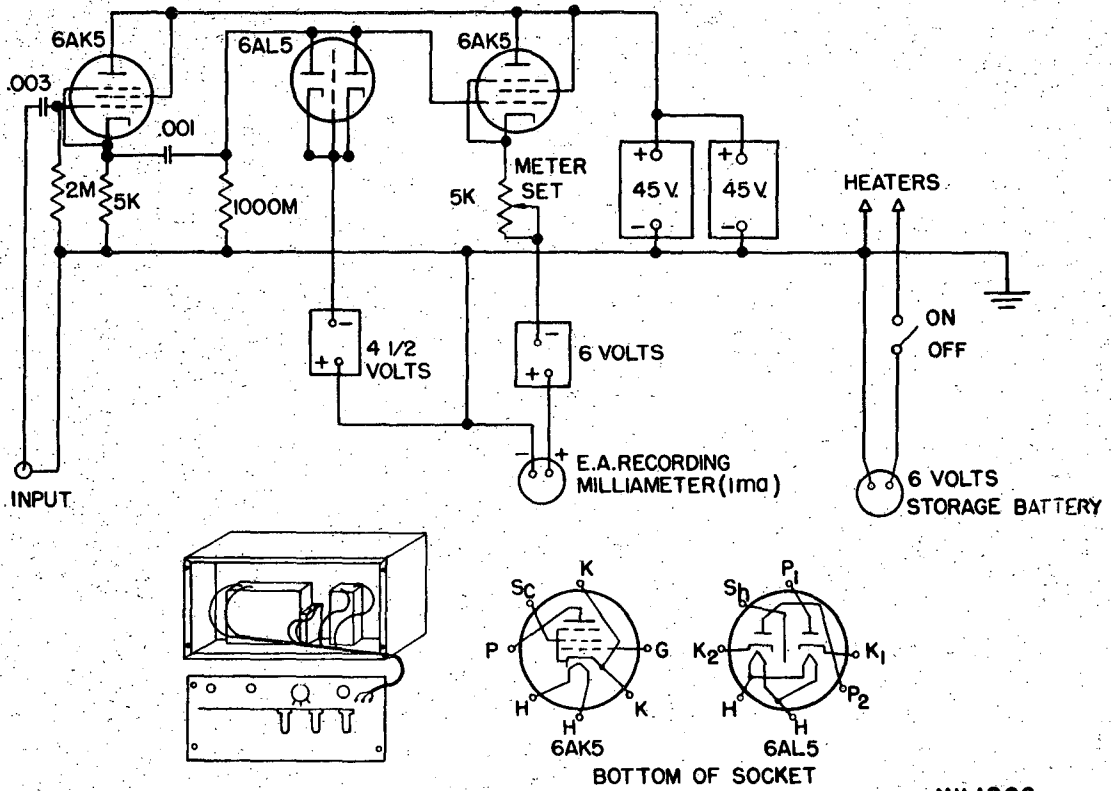 6AK5
6AL5
6AK5
.003
.001
2M
5K
1000M
METER
SET
5K
+
+
45 V.
45 V.
-
-
HEATERS
-
+
4 1/2
VOLTS
-
+
6 VOLTS
ON
OFF
- +
E.A. RECORDING
MILLIAMETER (1ma)
INPUT
6 VOLTS
STORAGE BATTERY
K
Sc
P
G
H
K
H
6AK5
P1
Sh
K2
K1
P2
H
H
6AL5
BOTTOM OF SOCKET